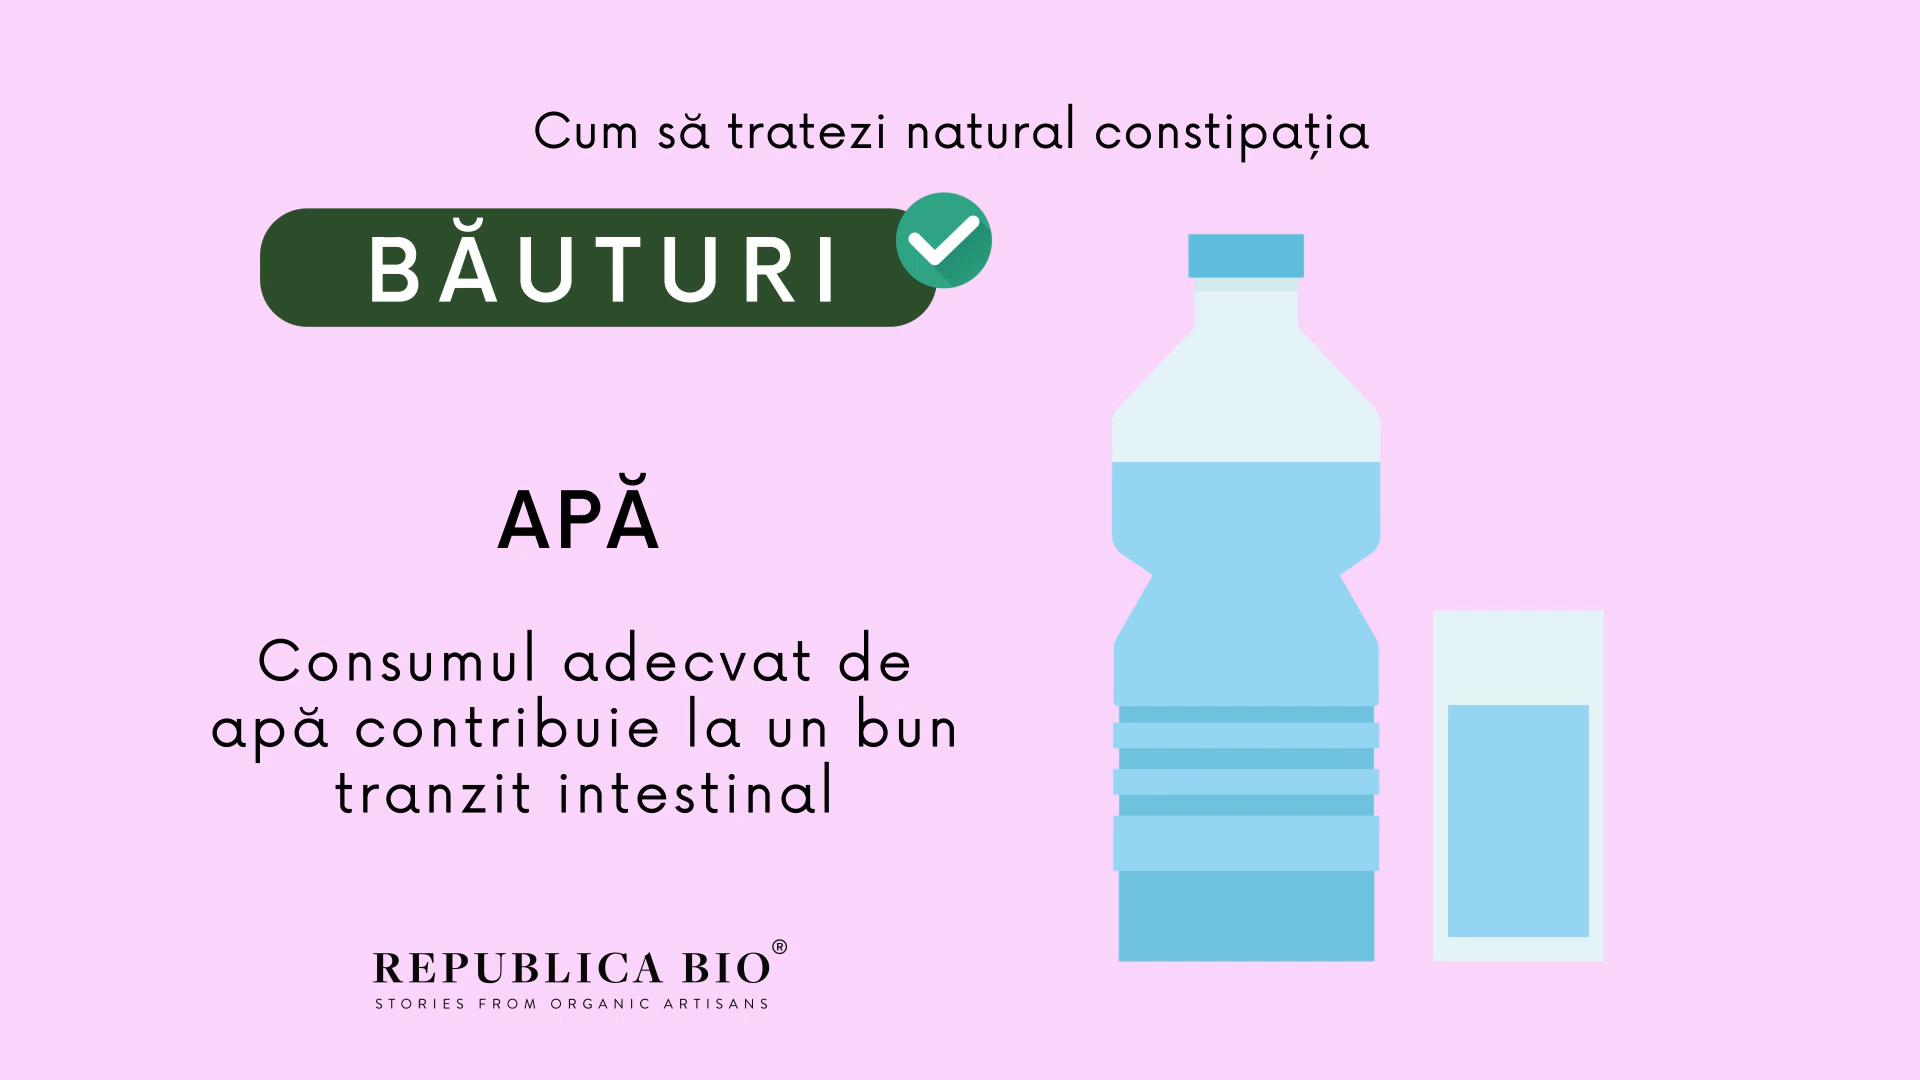 Cum să tratezi natural constipația
BĂUTURI
APĂ
Consumul adecvat de
apă contribuie la un bun
tranzit intestinal
REPUBLICA BIO®
STORIES FROM ORGANIC ARTISANS